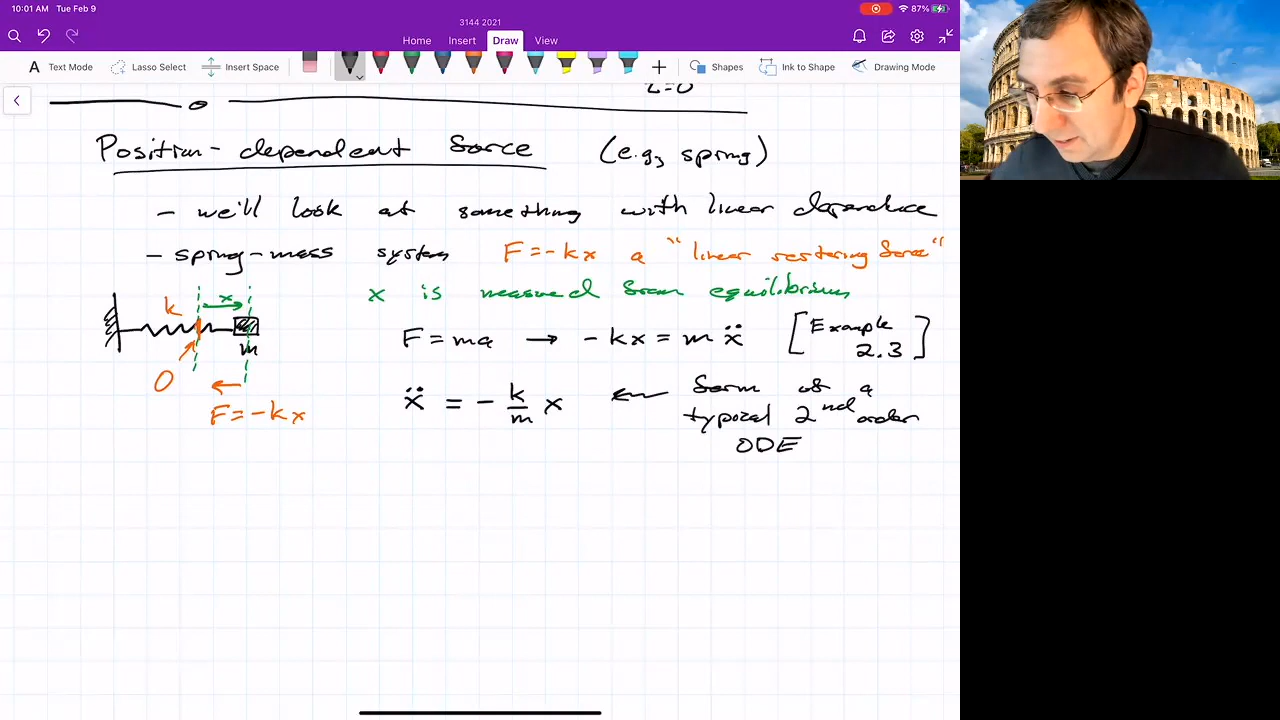 10:01 AM Tue Feb 9
87%
3144 2021
Home Insert Draw View
Text Mode Lasso Select Insert Space Shapes Ink to Shape Drawing Mode
z=0
Position-dependent force (e.g., spring)
- we'll look at something with linear dependence
- spring-mass system F=-kx a "linear restoring force"
x is measured from equilibrium
k x
m
O
F=-kx
F=ma → -kx=mẍ [Example 2.3]
ẍ = - k/m x ← form of a
typical 2nd order
ODE